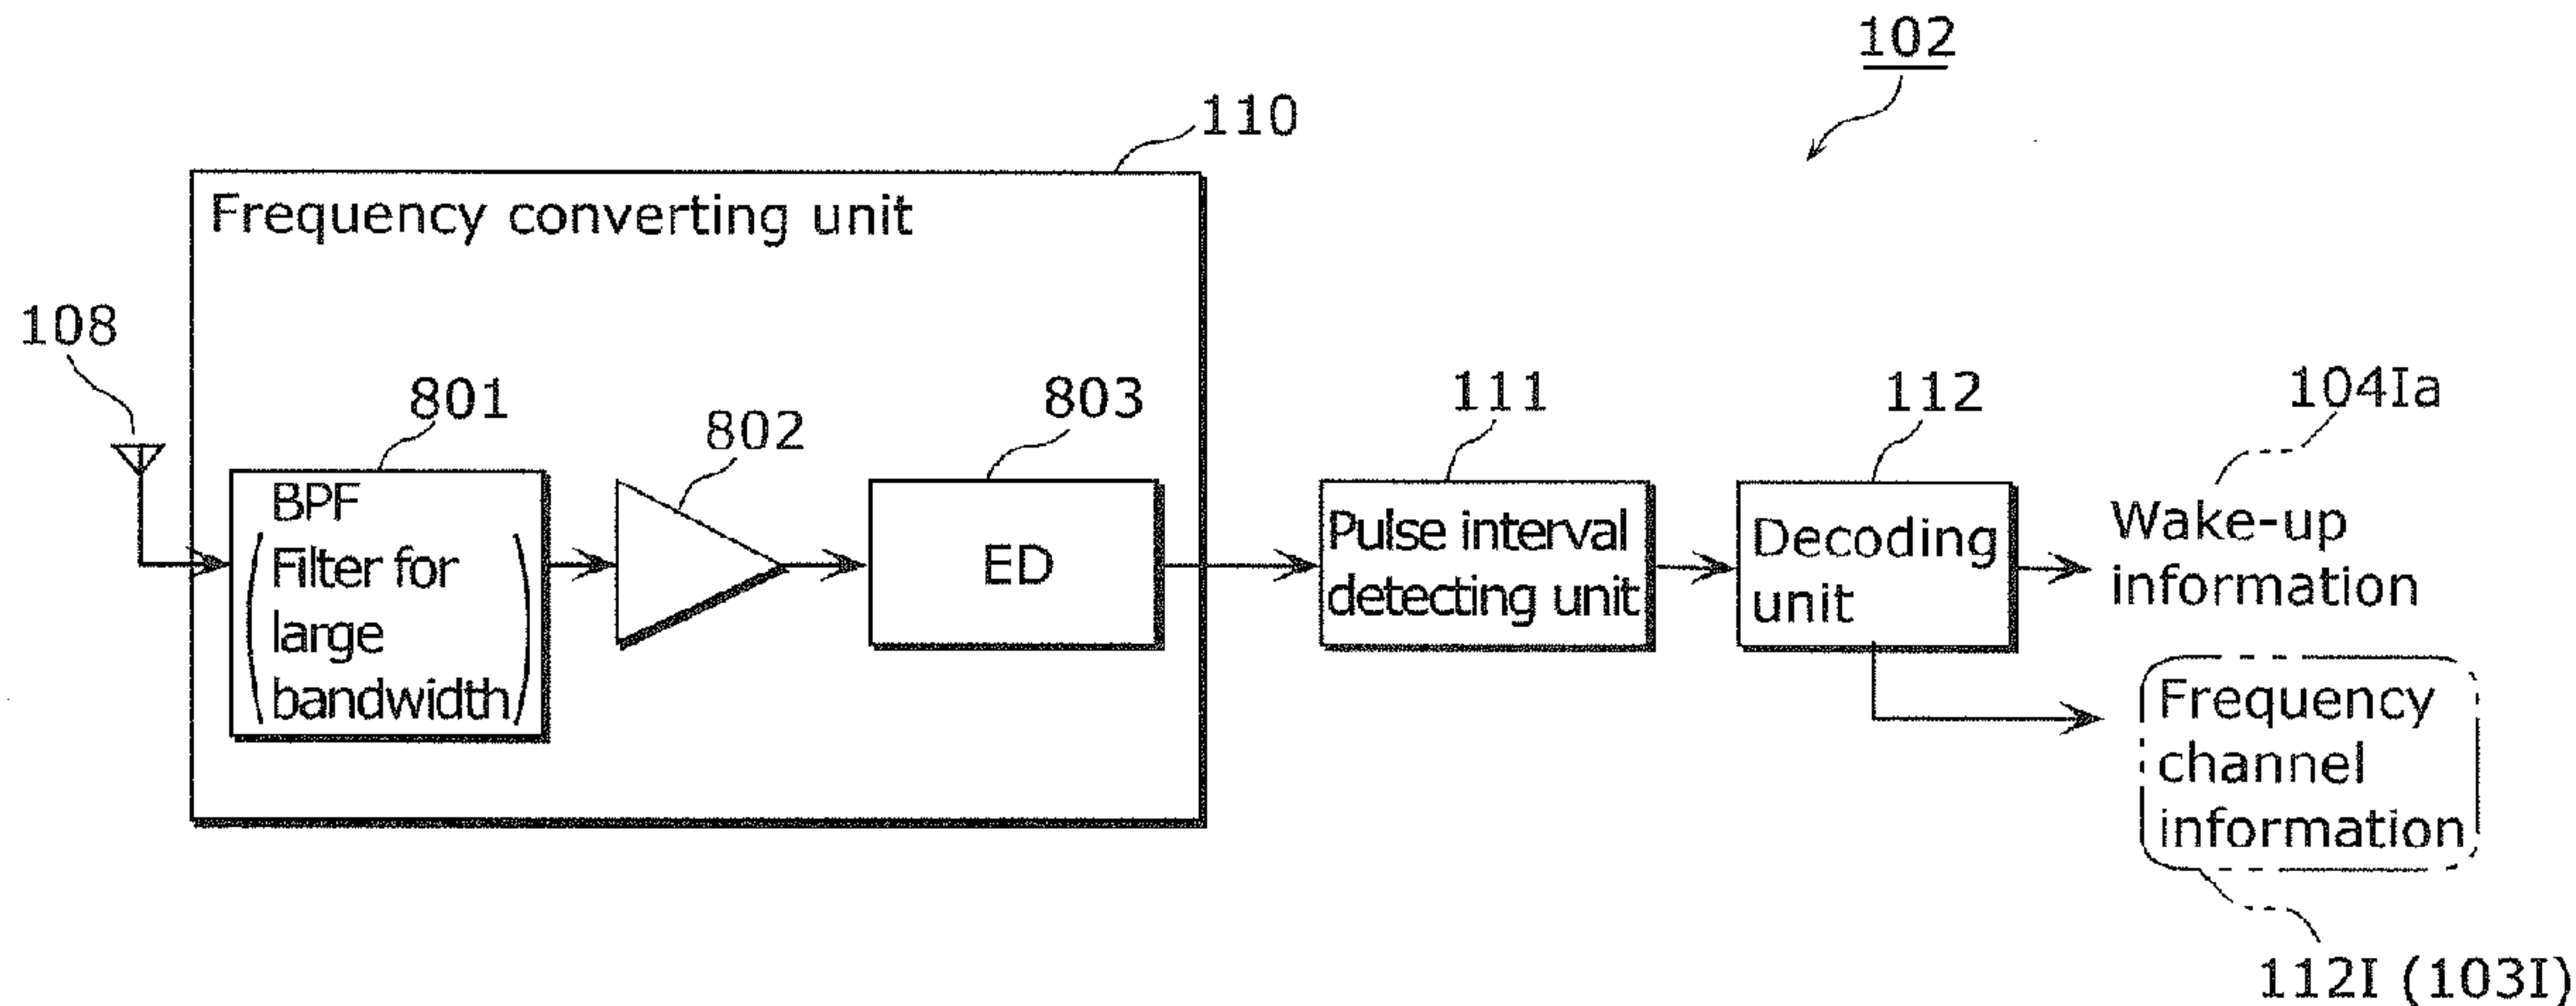 102
110
Frequency converting unit
108
801
802
803
111
112
104Ia
BPF
Filter for
large
bandwidth
ED
Pulse interval
detecting unit
Decoding
unit
Wake-up
information
Frequency
channel
information
112I (103I)